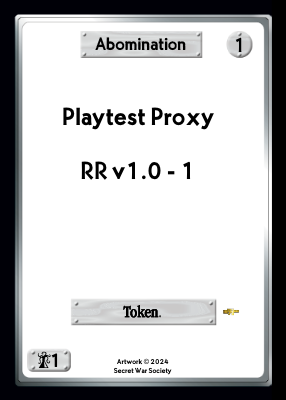 Abomination
1
Playtest Proxy
RR v1.0 - 1
Token.
1
Artwork © 2024
Secret War Society